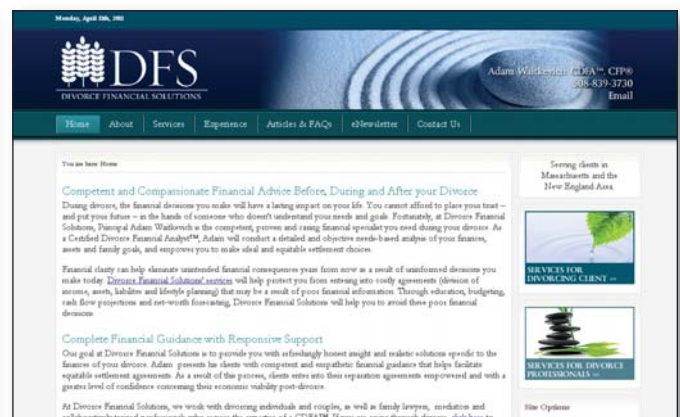 Monday, April 18th, 2011
DFS
DIVORCE FINANCIAL SOLUTIONS
Adam Waitkevich, CDFA™, CFP®
508-839-3730
Email
Home About Services Experience Articles & FAQs eNewsletter Contact Us
You are here: Home
Competent and Compassionate Financial Advice Before, During and After your Divorce
During divorce, the financial decisions you make will have a lasting impact on your life. You cannot afford to place your trust –
and put your future – in the hands of someone who doesn't understand your needs and goals. Fortunately, at Divorce Financial
Solutions, Principal Adam Waitkevich is the competent, proven and caring financial specialist you need during your divorce. As
a Certified Divorce Financial Analyst™, Adam will conduct a detailed and objective needs-based analysis of your finances,
assets and family goals, and empower you to make ideal and equitable settlement choices.
Financial clarity can help eliminate unintended financial consequences years from now as a result of uninformed decisions you
make today. Divorce Financial Solutions' services will help protect you from entering into costly agreements (division of
income, assets, liabilities and lifestyle planning) that may be a result of poor financial information. Through education, budgeting,
cash flow projections and net-worth forecasting, Divorce Financial Solutions will help you to avoid these poor financial
decisions.
Complete Financial Guidance with Responsive Support
Our goal at Divorce Financial Solutions is to provide you with refreshingly honest insight and realistic solutions specific to the
finances of your divorce. Adam presents his clients with competent and empathetic financial guidance that helps facilitate
equitable settlement agreements. As a result of this process, clients enter into their separation agreements empowered and with a
greater level of confidence concerning their economic viability post-divorce.
At Divorce Financial Solutions, we work with divorcing individuals and couples, as well as family lawyers, mediation and
Serving clients in
Massachusetts and the
New England Area
SERVICES FOR
DIVORCING CLIENT »
SERVICES FOR DIVORCE
PROFESSIONALS »
Site Options